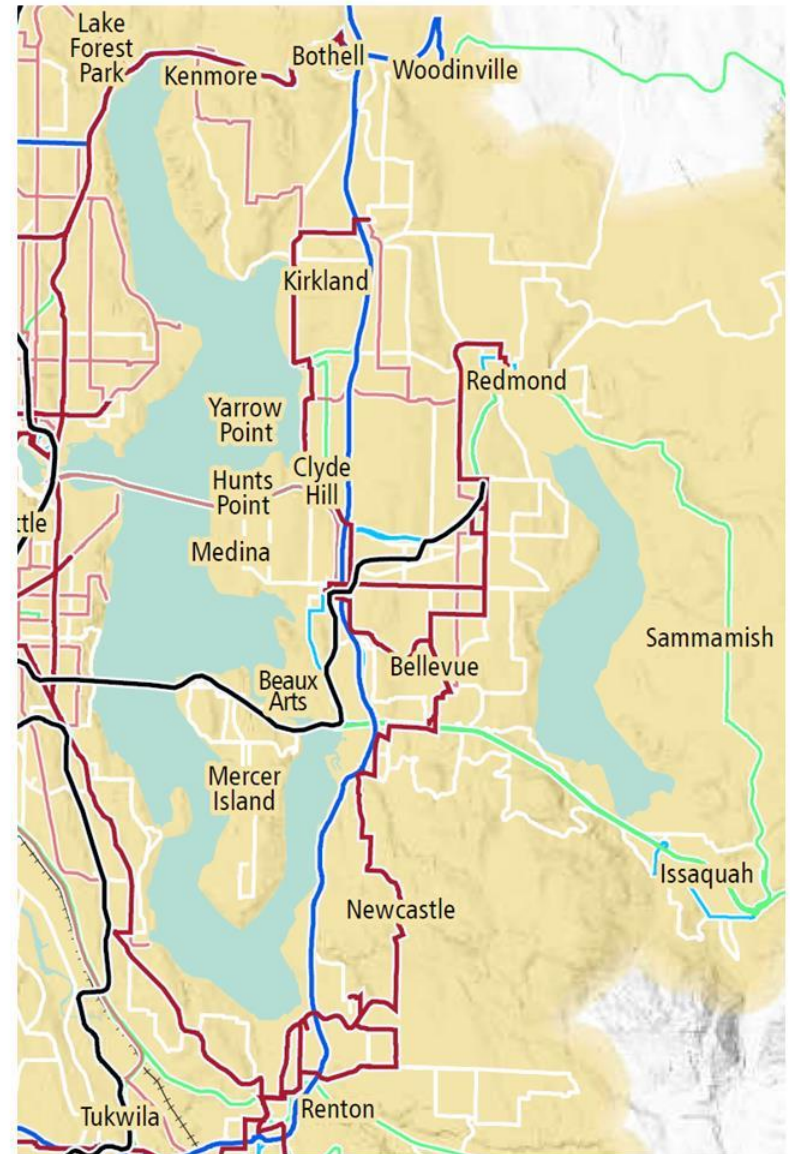 Lake
Forest
Park
Kenmore
Bothell
Woodinville
Kirkland
Redmond
Yarrow
Point
Hunts
Point
Clyde
Hill
ttle
Medina
Sammamish
Bellevue
Beaux
Arts
Mercer
Island
Issaquah
Newcastle
Tukwila
Renton